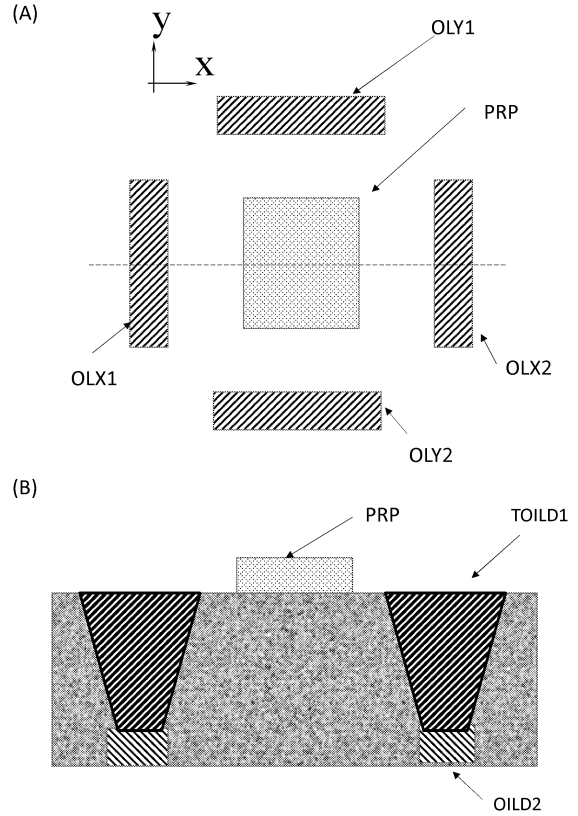 (A)
y
x
OLY1
PRP
OLX1
OLX2
OLY2
(B)
PRP
TOILD1
OILD2